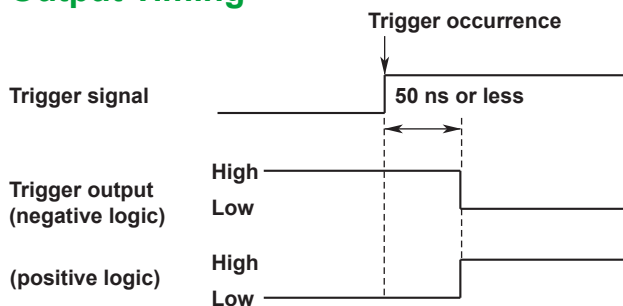 Output Timing
Trigger occurrence
Trigger signal
50 ns or less
Trigger output
(negative logic)
High
Low
(positive logic)
High
Low